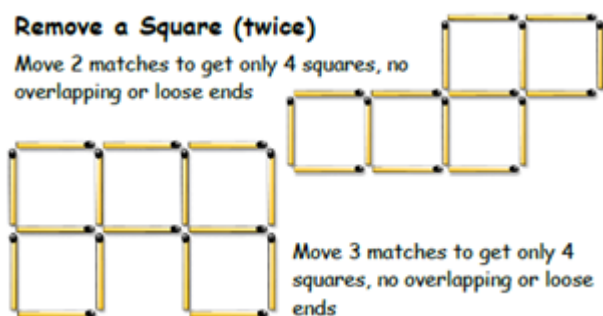 Remove a Square (twice)
Move 2 matches to get only 4 squares, no
overlapping or loose ends
Move 3 matches to get only 4
squares, no overlapping or loose
ends